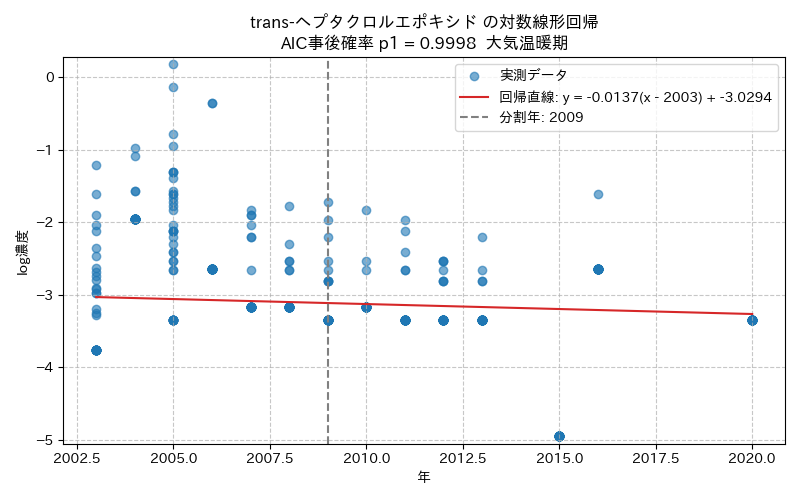 trans-ヘプタクロルエポキシド の対数線形回帰
AIC事後確率 p1 = 0.9998  大気温暖期
実測データ
回帰直線: y = -0.0137(x - 2003) + -3.0294
分割年: 2009
log濃度
0
−1
−2
−3
−4
−5
2002.5
2005.0
2007.5
2010.0
2012.5
2015.0
2017.5
2020.0
年